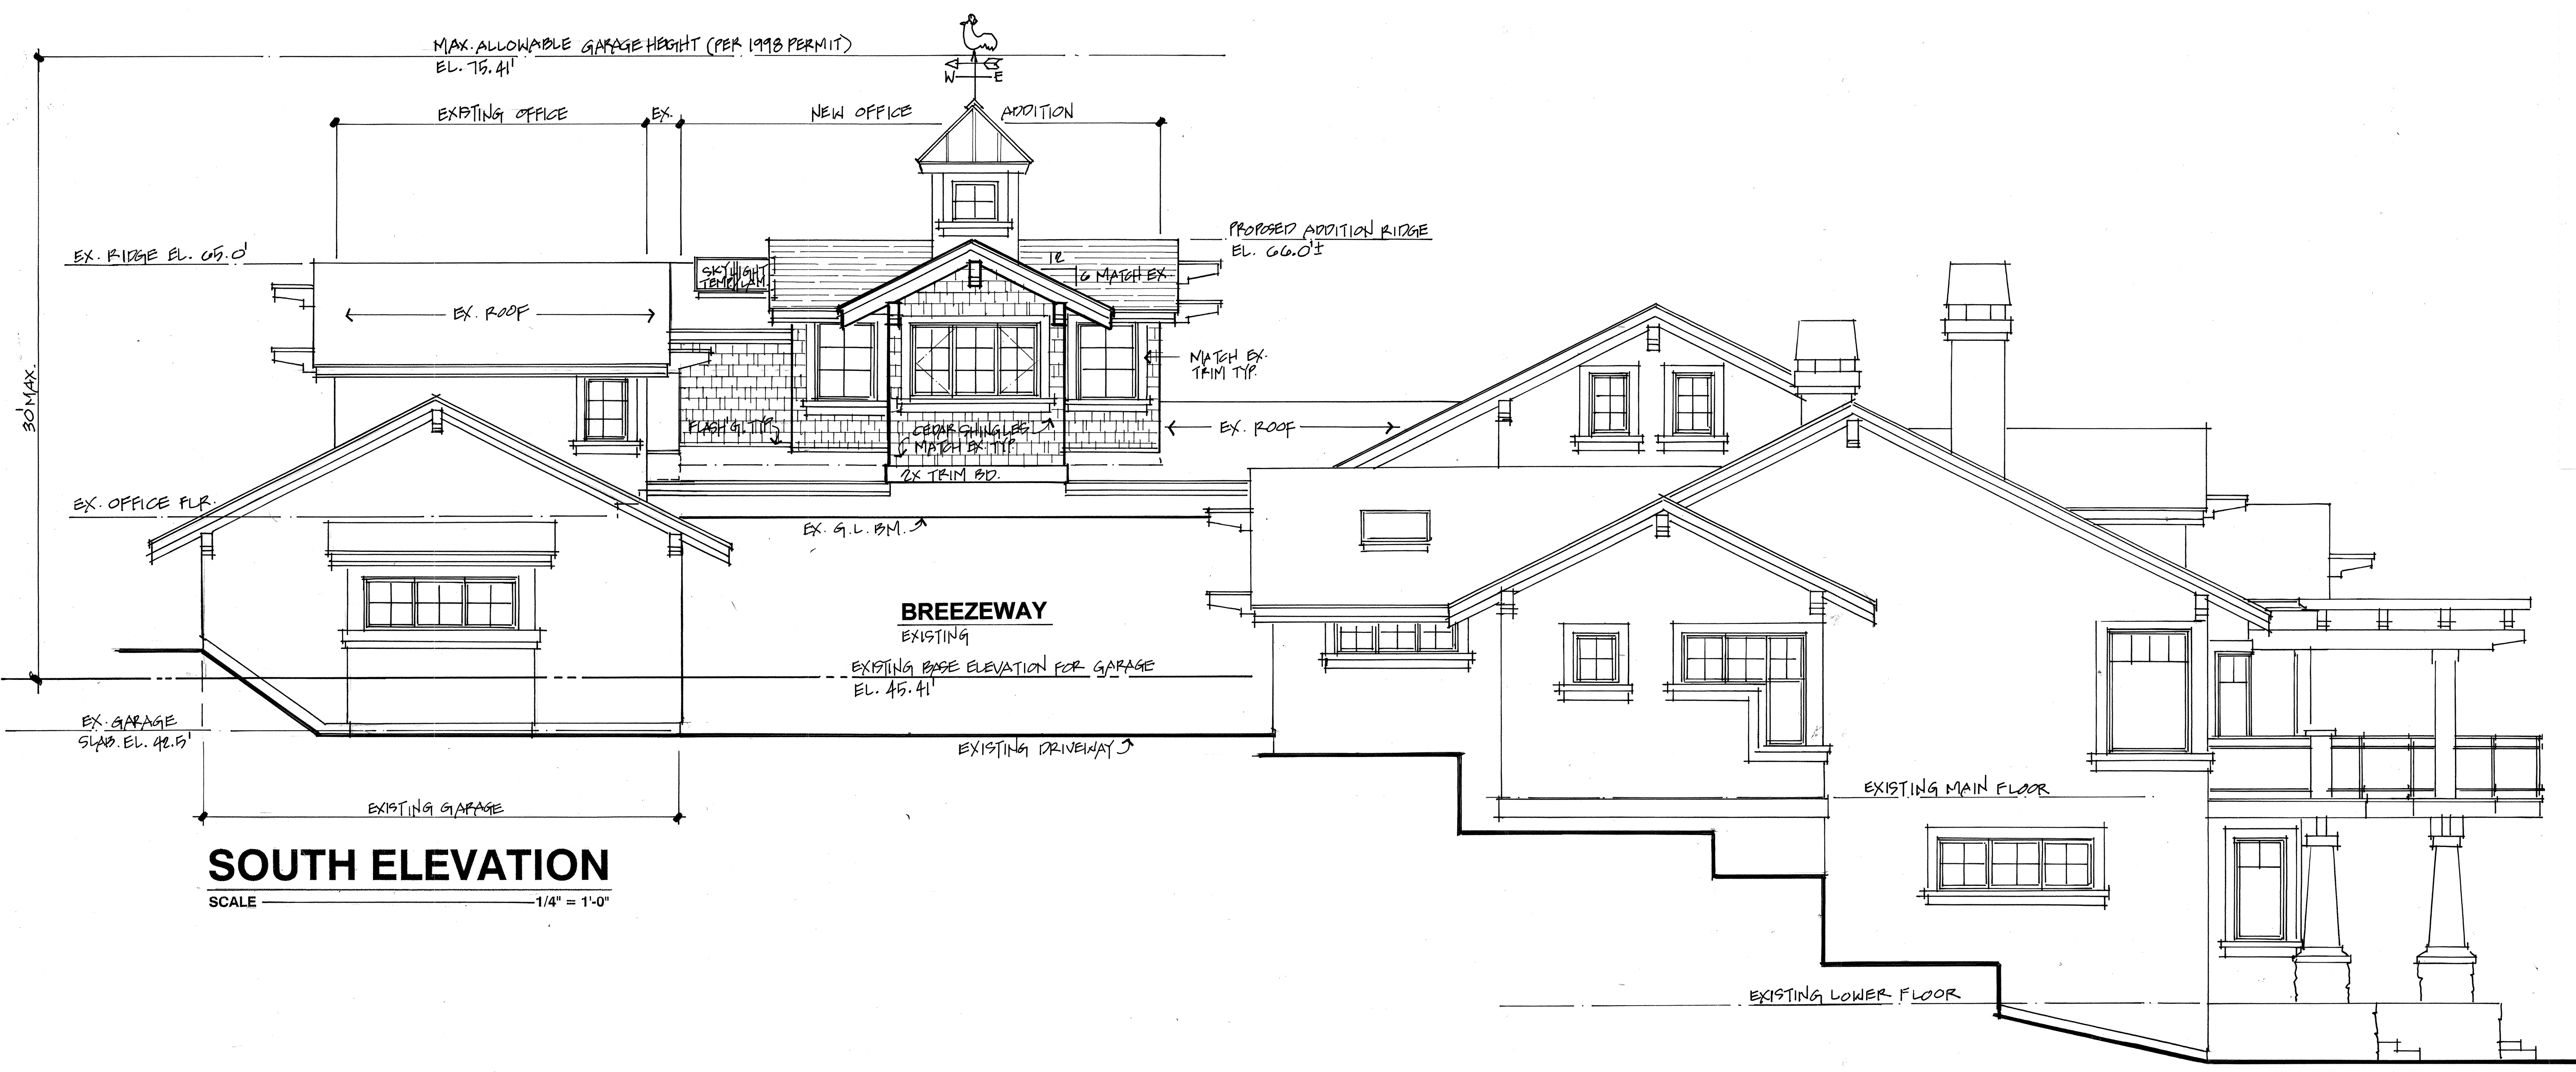 MAX. ALLOWABLE GARAGE HEIGHT (PER 1998 PERMIT)
EL. 75.41'
W E
EXISTING OFFICE
EX.
NEW OFFICE ADDITION
PROPOSED ADDITION RIDGE
EL. 66.0'±
EX. RIDGE EL. 65.0'
SKYLIGHT
TEMP./LAM.
12
6 MATCH EX.
EX. ROOF
MATCH EX.
TRIM TYP.
30' MAX.
FLASH'G. TYP.
CEDAR SHINGLES
MATCH EX. TYP.
EX. ROOF
2X TRIM BD.
EX. OFFICE FLR.
EX. G.L. BM.
BREEZEWAY
EXISTING
EXISTING BASE ELEVATION FOR GARAGE
EL. 45.41'
EX. GARAGE
SLAB. EL. 42.5'
EXISTING DRIVEWAY
EXISTING MAIN FLOOR
EXISTING GARAGE
SOUTH ELEVATION
SCALE 1/4" = 1'-0"
EXISTING LOWER FLOOR